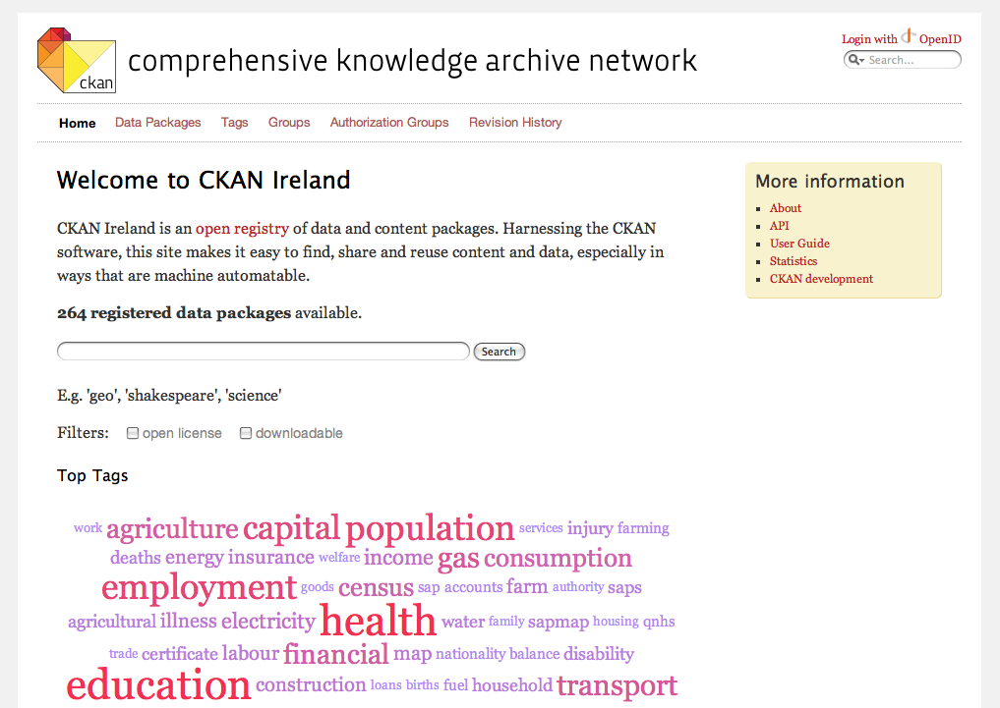 ckan
comprehensive knowledge archive network
Login with OpenID
Search...
Home Data Packages Tags Groups Authorization Groups Revision History
Welcome to CKAN Ireland
CKAN Ireland is an open registry of data and content packages. Harnessing the CKAN
software, this site makes it easy to find, share and reuse content and data, especially in
ways that are machine automatable.
264 registered data packages available.
Search
E.g. 'geo', 'shakespeare', 'science'
Filters: open license downloadable
Top Tags
work agriculture capital population services injury farming
deaths energy insurance welfare income gas consumption
employment goods census sap accounts farm authority saps
agricultural illness electricity health water family sapmap housing qnhs
trade certificate labour financial map nationality balance disability
education construction loans births fuel household transport
More information
About
API
User Guide
Statistics
CKAN development